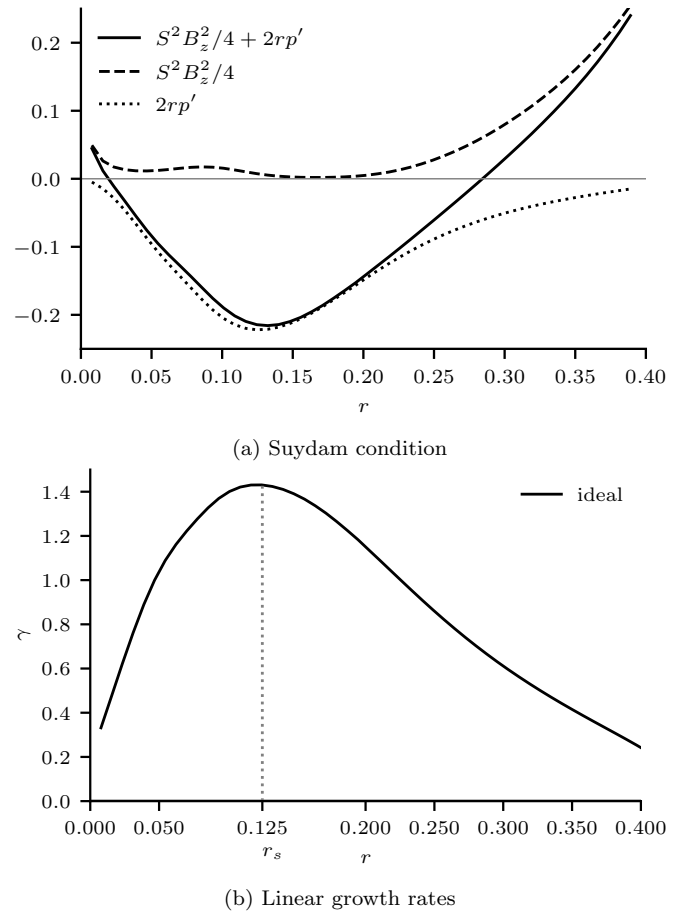 S²B_z²/4 + 2rp′
S²B_z²/4
2rp′
0.2
0.1
0.0
−0.1
−0.2
0.00 0.05 0.10 0.15 0.20 0.25 0.30 0.35 0.40
r
(a) Suydam condition
ideal
1.4
1.2
1.0
0.8
0.6
0.4
0.2
0.0
γ
0.000 0.050 0.125 0.200 0.250 0.300 0.350 0.400
r_s r
(b) Linear growth rates